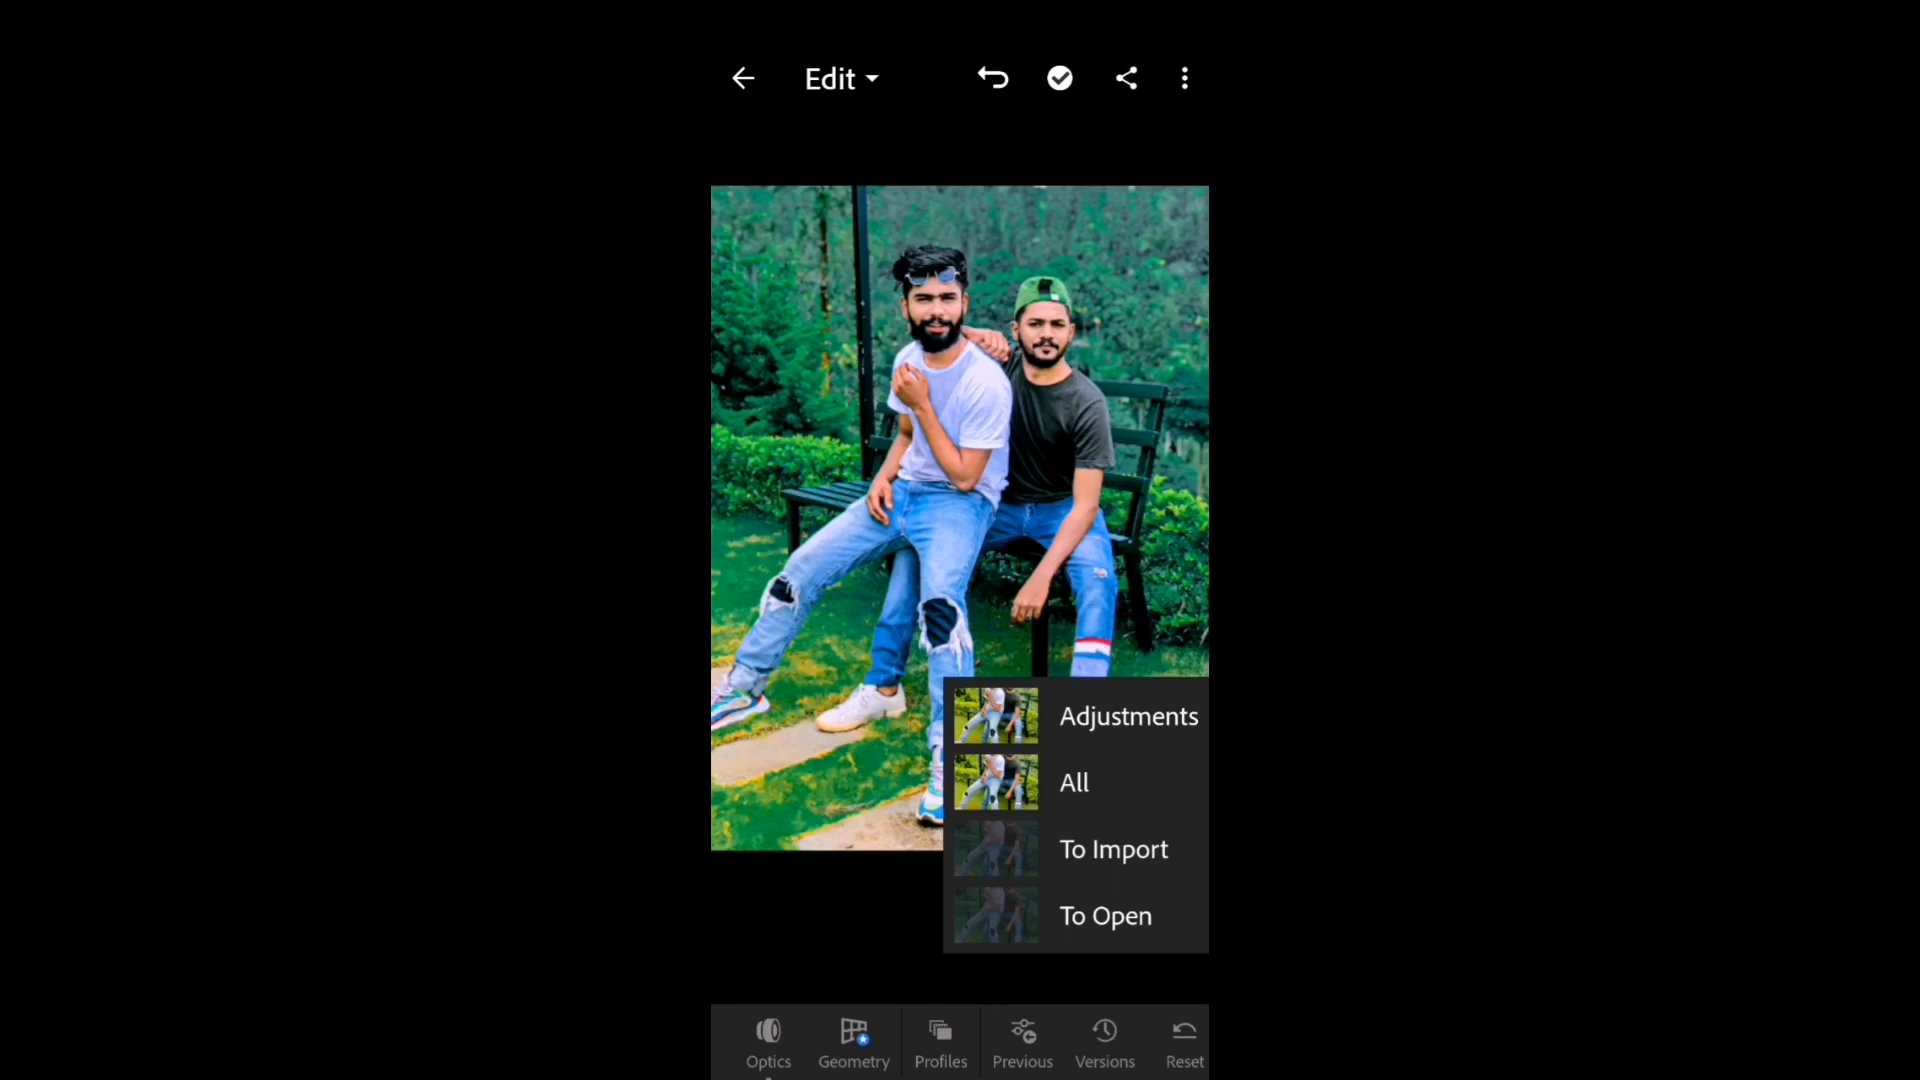 Edit
Adjustments
All
To Import
To Open
Optics
Geometry
Profiles
Previous
Versions
Reset